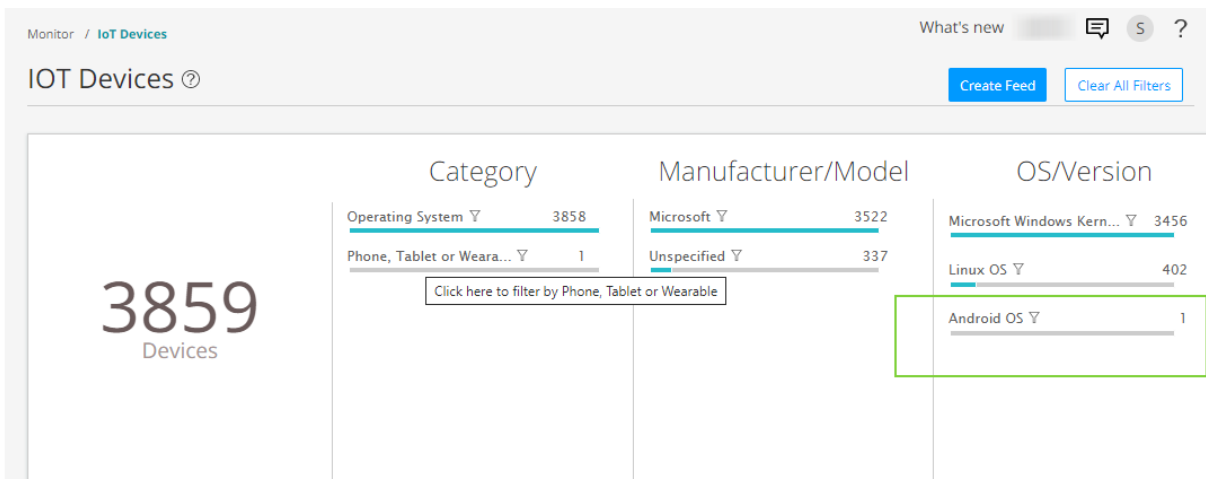 What's new S ?
Monitor / IoT Devices
IOT Devices ?
Create Feed Clear All Filters
Category Manufacturer/Model OS/Version
Operating System 3858 Microsoft 3522 Microsoft Windows Kern... 3456
Phone, Tablet or Weara... 1 Unspecified 337 Linux OS 402
Click here to filter by Phone, Tablet or Wearable
3859
Devices
Android OS 1